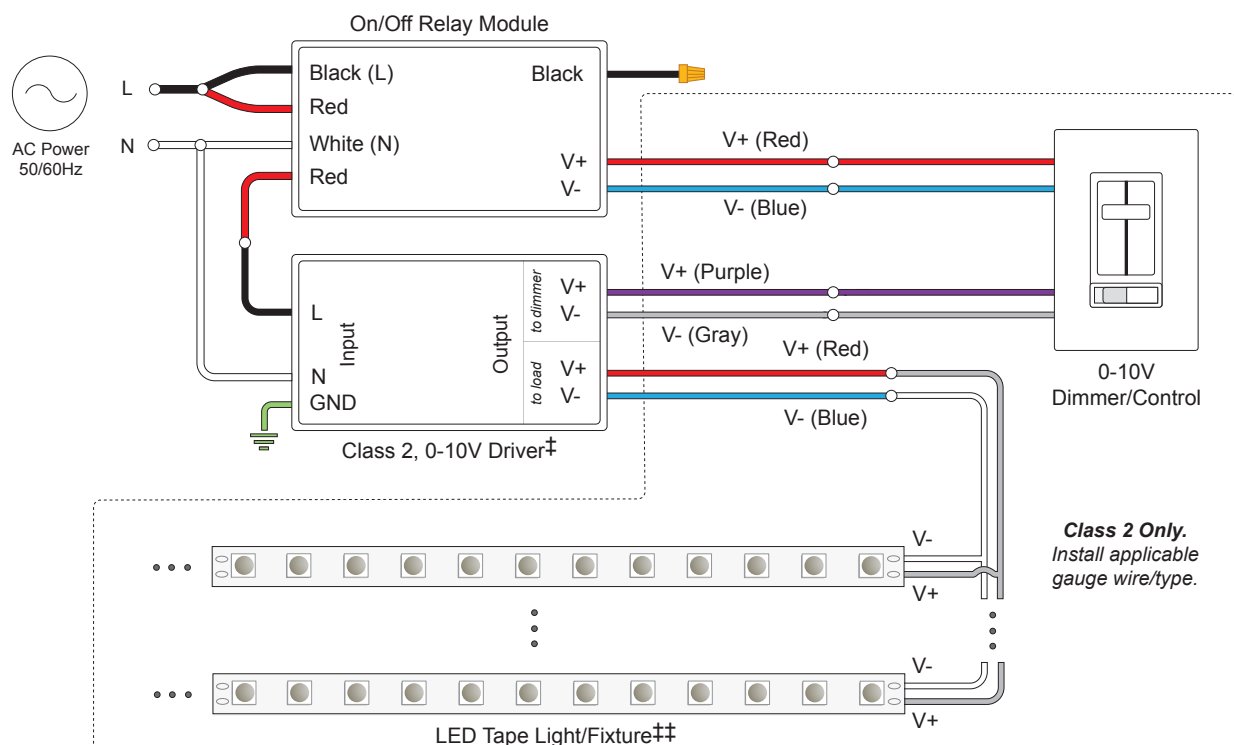 On/Off Relay Module
AC Power
50/60Hz
L
N
Black (L)
Red
White (N)
Red
Black
V+
V-
V+ (Red)
V- (Blue)
L
N
GND
Input
Output
to dimmer
V+
V-
to load
V+
V-
V+ (Purple)
V- (Gray)
V+ (Red)
V- (Blue)
Class 2, 0-10V Driver‡
0-10V
Dimmer/Control
Class 2 Only.
Install applicable
gauge wire/type.
V-
V+
V-
V+
LED Tape Light/Fixture‡‡